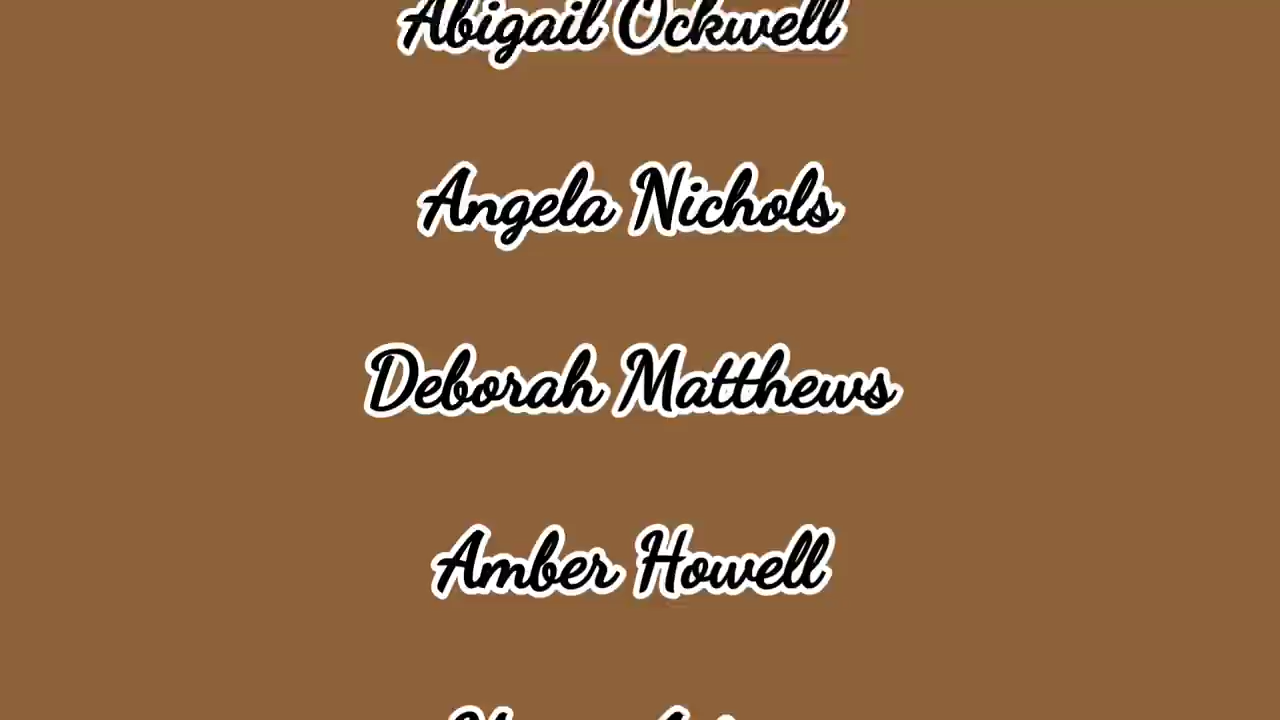 Abigail Ockwell
Angela Nichols
Deborah Matthews
Amber Howell